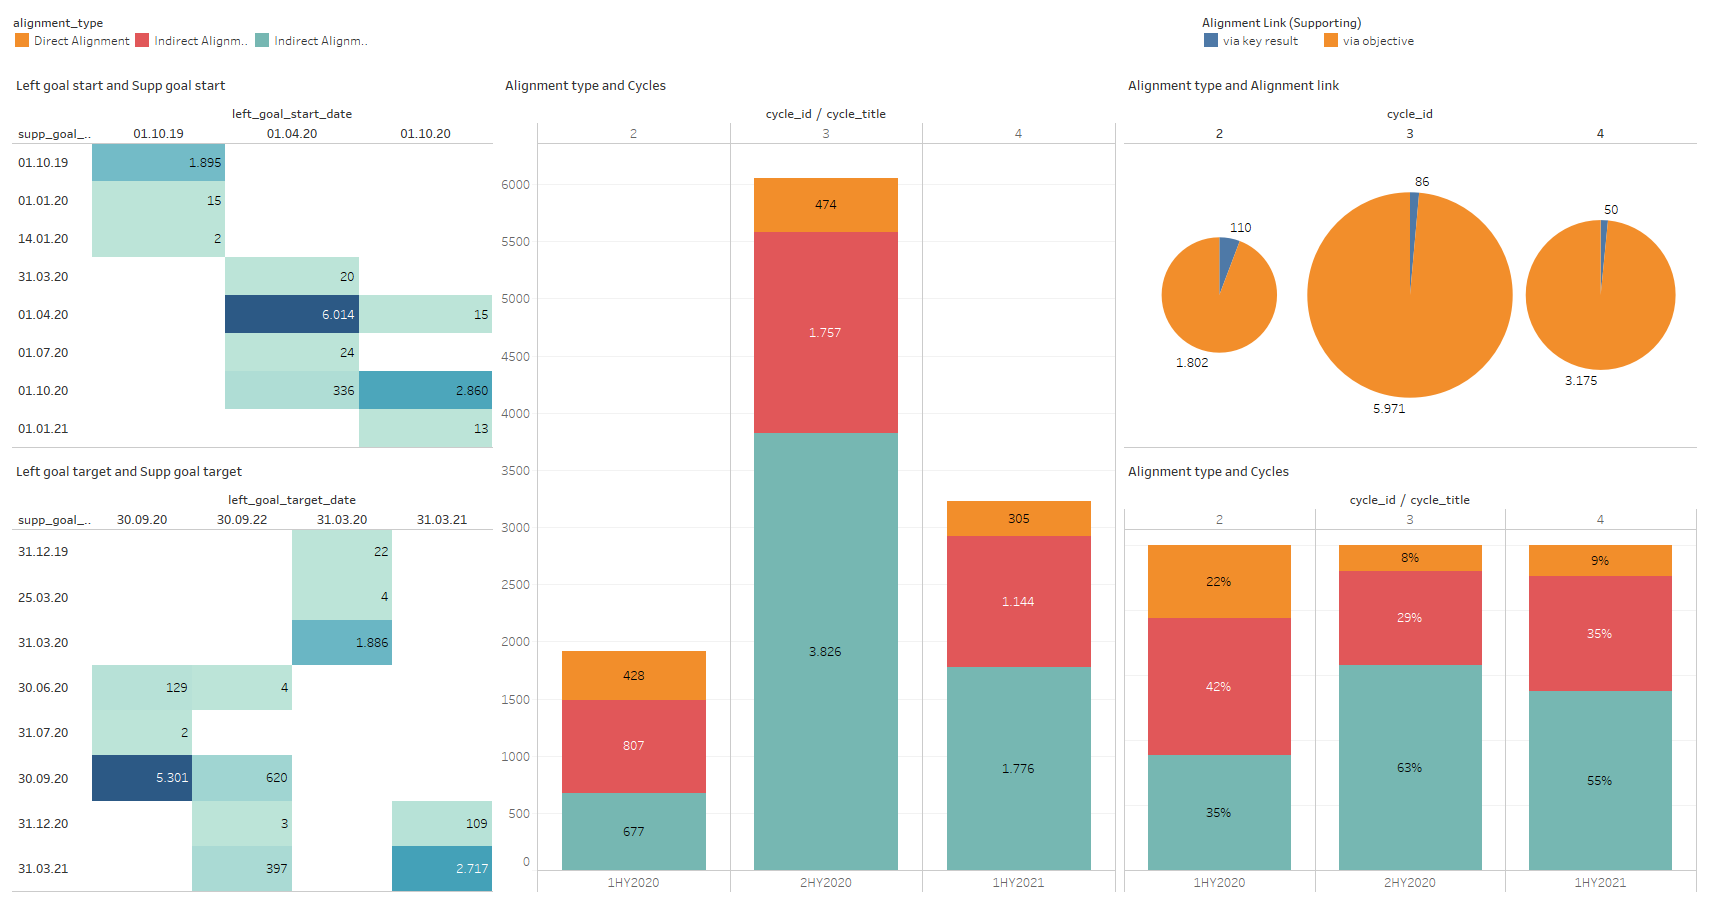 alignment_type
Direct Alignment Indirect Alignm.. Indirect Alignm..
Alignment Link (Supporting)
via key result via objective
Left goal start and Supp goal start
left_goal_start_date
supp_goal_.. 01.10.19 01.04.20 01.10.20
01.10.19 1.895
01.01.20 15
14.01.20 2
31.03.20 20
01.04.20 6.014 15
01.07.20 24
01.10.20 336 2.860
01.01.21 13
Left goal target and Supp goal target
left_goal_target_date
supp_goal_.. 30.09.20 30.09.22 31.03.20 31.03.21
31.12.19 22
25.03.20 4
31.03.20 1.886
30.06.20 129 4
31.07.20 2
30.09.20 5.301 620
31.12.20 3 109
31.03.21 397 2.717
Alignment type and Cycles
cycle_id / cycle_title
2 3 4
6000
5500
5000
4500
4000
3500
3000
2500
2000
1500
1000
500
0
428
807
677
474
1.757
3.826
305
1.144
1.776
1HY2020 2HY2020 1HY2021
Alignment type and Alignment link
cycle_id
2 3 4
110
1.802
86
5.971
50
3.175
Alignment type and Cycles
cycle_id / cycle_title
2 3 4
22%
42%
35%
8%
29%
63%
9%
35%
55%
1HY2020 2HY2020 1HY2021